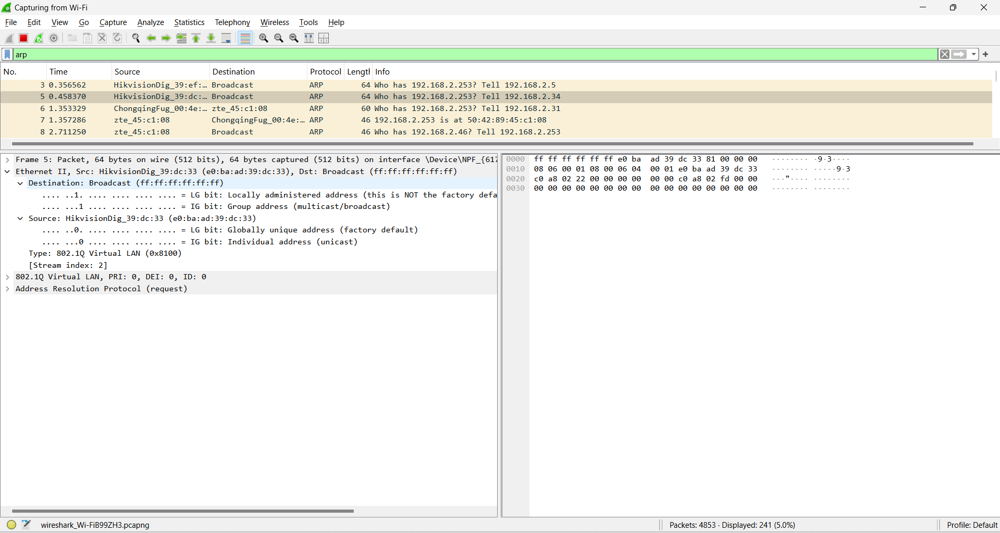 Capturing from Wi-Fi
File Edit View Go Capture Analyze Statistics Telephony Wireless Tools Help
arp
No. Time Source Destination Protocol Length Info
3 0.356562 HikvisionDig_39:ef:… Broadcast ARP 64 Who has 192.168.2.253? Tell 192.168.2.5
5 0.458370 HikvisionDig_39:dc:… Broadcast ARP 64 Who has 192.168.2.253? Tell 192.168.2.34
6 1.353329 ChongqingFug_00:4e:… zte_45:c1:08 ARP 60 Who has 192.168.2.253? Tell 192.168.2.31
7 1.357286 zte_45:c1:08 ChongqingFug_00:4e:… ARP 46 192.168.2.253 is at 50:42:89:45:c1:08
8 2.711250 zte_45:c1:08 Broadcast ARP 46 Who has 192.168.2.46? Tell 192.168.2.253
Frame 5: Packet, 64 bytes on wire (512 bits), 64 bytes captured (512 bits) on interface \Device\NPF_{617
Ethernet II, Src: HikvisionDig_39:dc:33 (e0:ba:ad:39:dc:33), Dst: Broadcast (ff:ff:ff:ff:ff:ff)
Destination: Broadcast (ff:ff:ff:ff:ff:ff)
.... ..1. .... .... .... .... = LG bit: Locally administered address (this is NOT the factory defa
.... ...1 .... .... .... .... = IG bit: Group address (multicast/broadcast)
Source: HikvisionDig_39:dc:33 (e0:ba:ad:39:dc:33)
.... ..0. .... .... .... .... = LG bit: Globally unique address (factory default)
.... ...0 .... .... .... .... = IG bit: Individual address (unicast)
Type: 802.1Q Virtual LAN (0x8100)
[Stream index: 2]
802.1Q Virtual LAN, PRI: 0, DEI: 0, ID: 0
Address Resolution Protocol (request)
0000 ff ff ff ff ff ff e0 ba ad 39 dc 33 81 00 00 00 ········ ·9·3····
0010 08 06 00 01 08 00 06 04 00 01 e0 ba ad 39 dc 33 ········ ·····9·3
0020 c0 a8 02 22 00 00 00 00 00 00 c0 a8 02 fd 00 00 ···"···· ········
0030 00 00 00 00 00 00 00 00 00 00 00 00 00 00 00 00 ········ ········
wireshark_Wi-FiB99ZH3.pcapng
Packets: 4853 · Displayed: 241 (5.0%)
Profile: Default